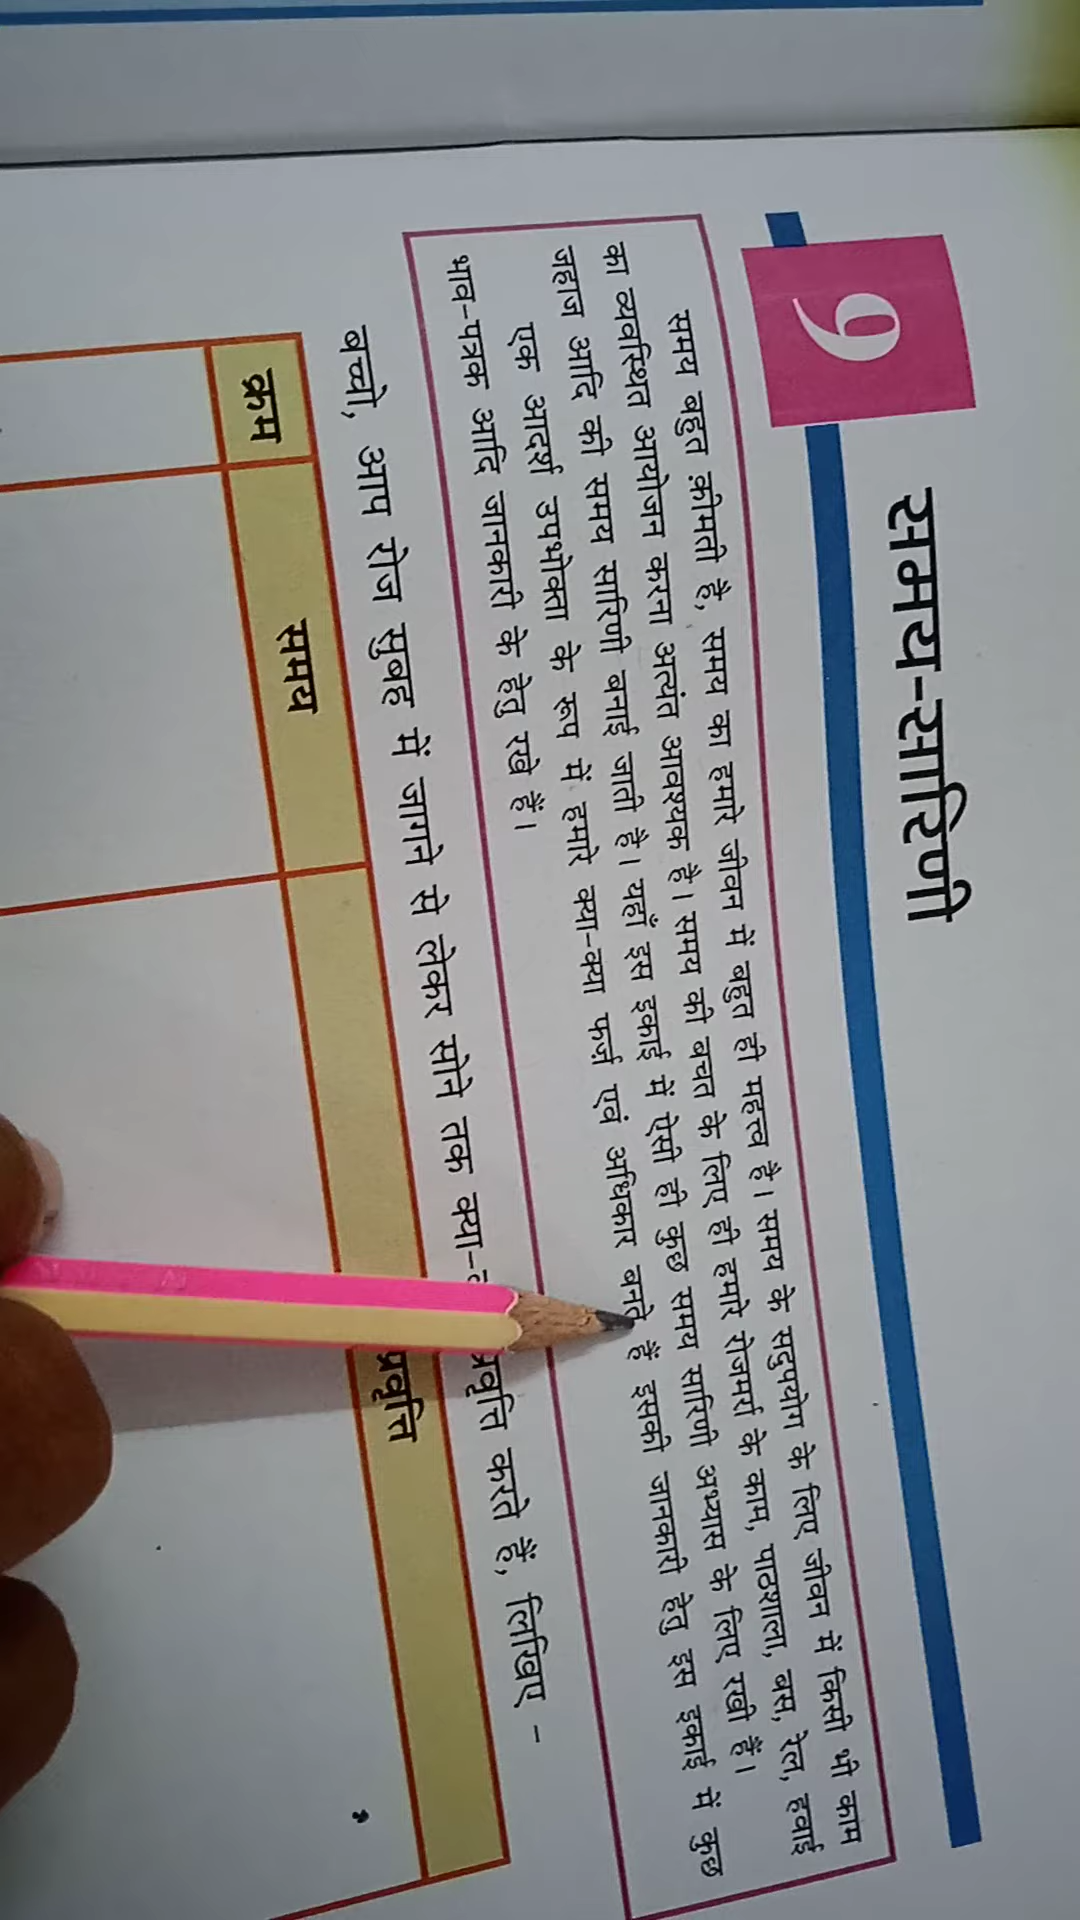 9
समय-सारिणी
समय बहुत क़ीमती है, समय का हमारे जीवन में बहुत ही महत्त्व है। समय के सदुपयोग के लिए जीवन में किसी भी काम
का व्यवस्थित आयोजन करना अत्यंत आवश्यक है। समय की बचत के लिए ही हमारे रोजमर्रा के काम, पाठशाला, बस, रेल, हवाई
जहाज आदि की समय सारिणी बनाई जाती है। यहाँ इस इकाई में ऐसी ही कुछ समय सारिणी अभ्यास के लिए रखी हैं।
एक आदर्श उपभोक्ता के रूप में हमारे क्या-क्या फर्ज एवं अधिकार बनते हैं इसकी जानकारी हेतु इस इकाई में कुछ
भाव-पत्रक आदि जानकारी के हेतु रखे हैं।
बच्चो, आप रोज सुबह में जागने से लेकर सोने तक क्या- प्रवृत्ति करते हैं, लिखिए -
क्रम समय प्रवृत्ति